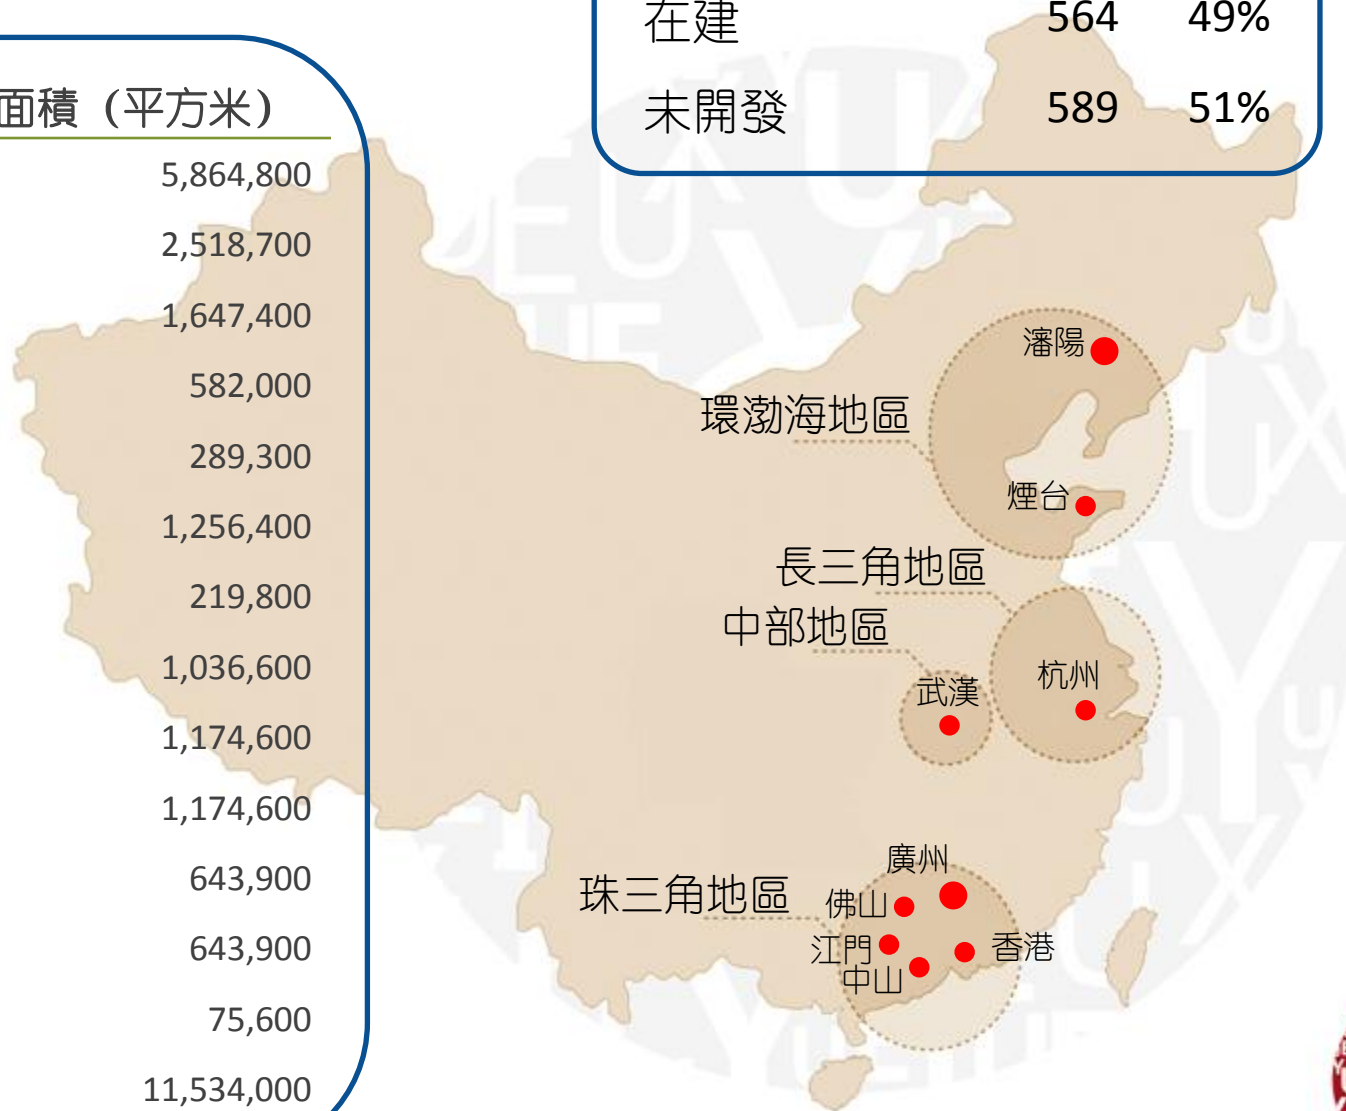 面積（平方米）
5,864,800
2,518,700
1,647,400
582,000
289,300
1,256,400
219,800
1,036,600
1,174,600
1,174,600
643,900
643,900
75,600
11,534,000
在建 564 49%
未開發 589 51%
瀋陽
環渤海地區
煙台
長三角地區
中部地區
杭州
武漢
廣州
珠三角地區
佛山
江門
香港
中山